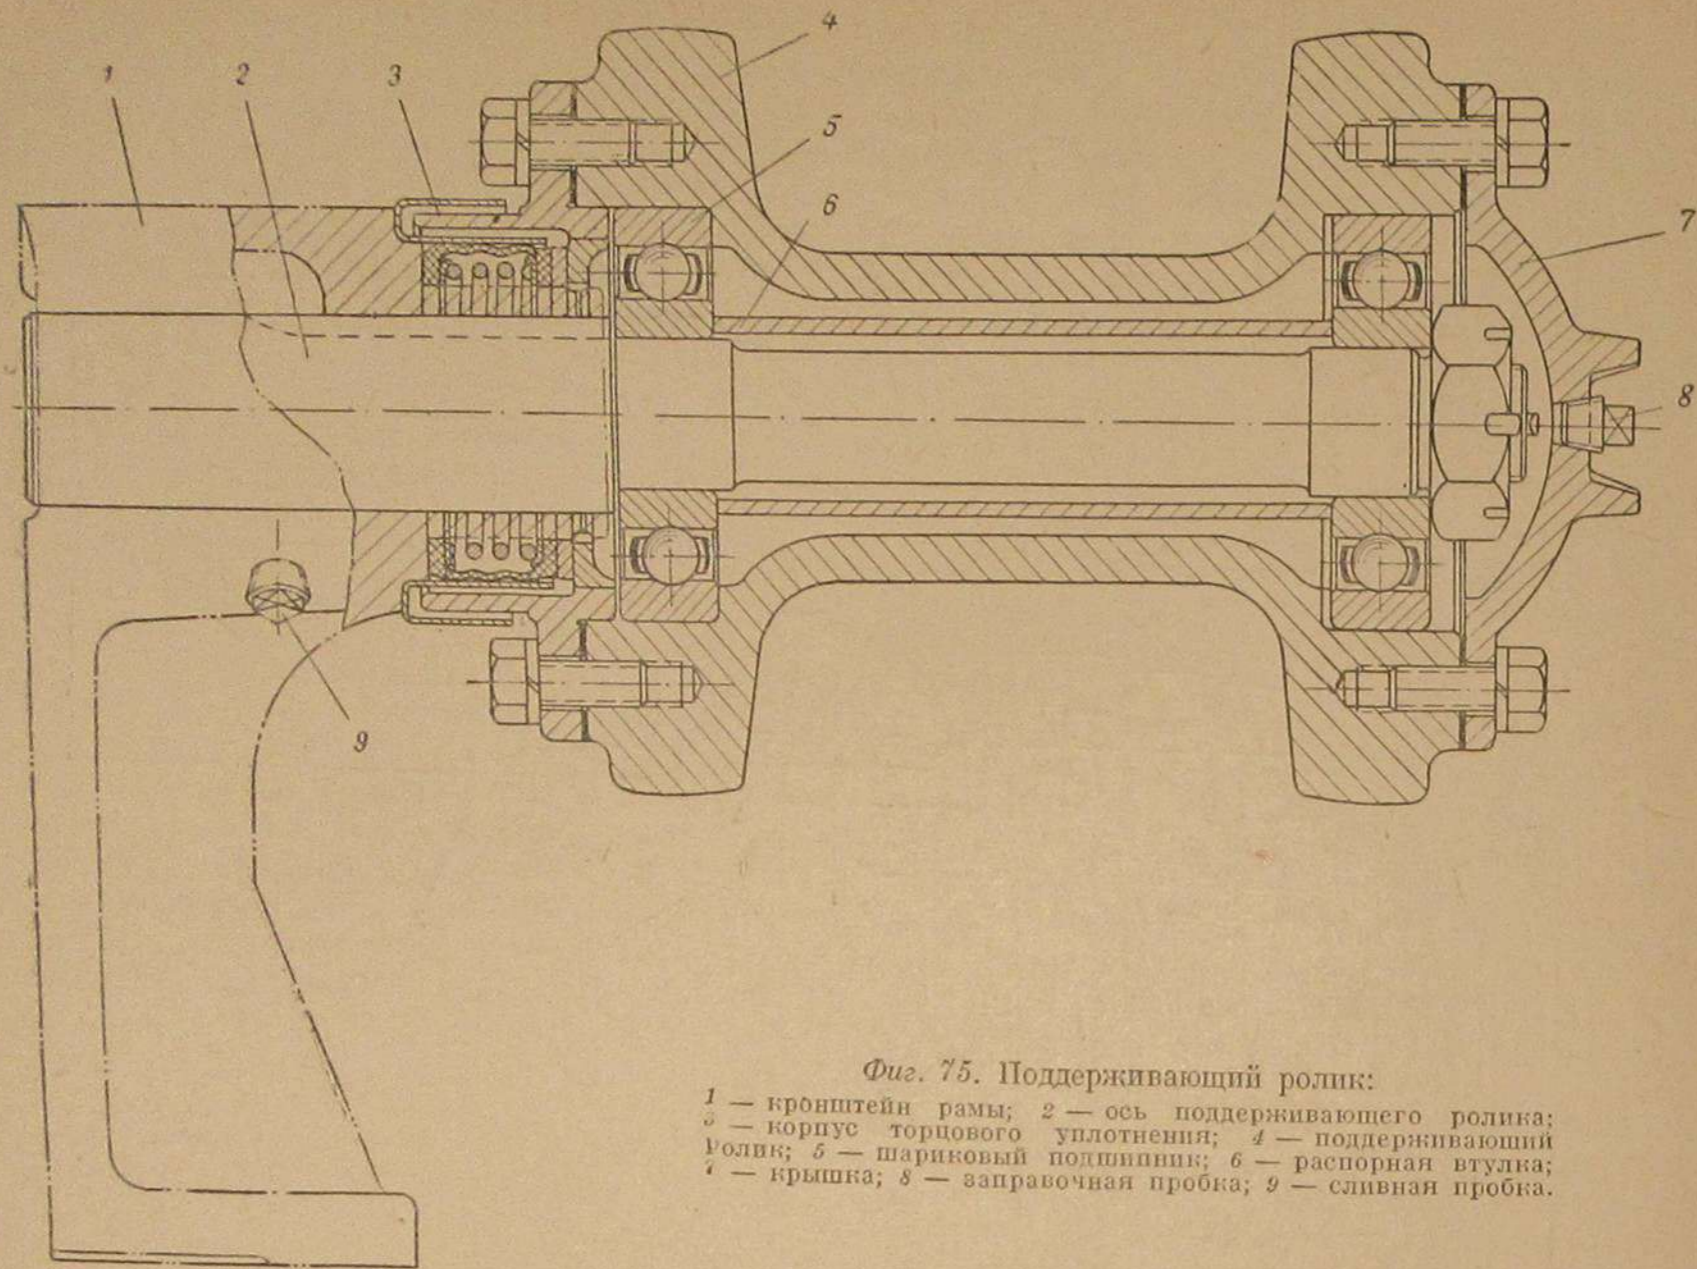 4
1
2
3
5
6
7
8
9
Фиг. 75. Поддерживающий ролик:
1 — кронштейн рамы; 2 — ось поддерживающего ролика;
3 — корпус торцового уплотнения; 4 — поддерживающий
ролик; 5 — шариковый подшипник; 6 — распорная втулка;
7 — крышка; 8 — заправочная пробка; 9 — сливная пробка.